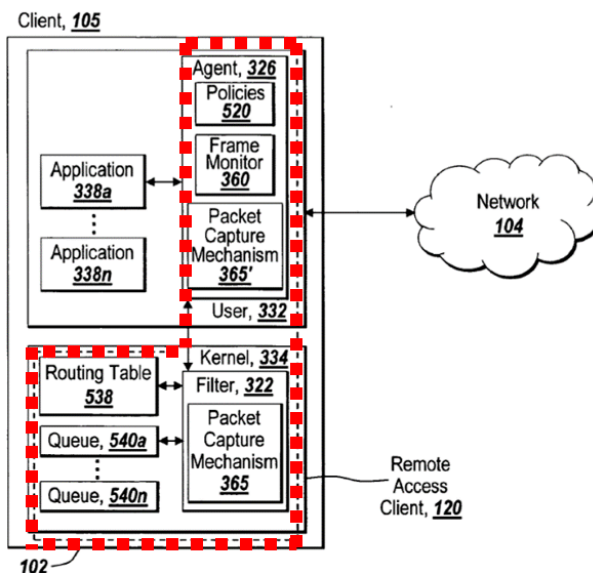 Client, 105
Agent, 326
Policies
520
Frame
Monitor
360
Application
338a
Packet
Capture
Mechanism
365'
Application
338n
User, 332
Network
104
Kernel, 334
Routing Table
538
Filter, 322
Packet
Capture
Mechanism
365
Queue, 540a
Queue, 540n
Remote
Access
Client, 120
102